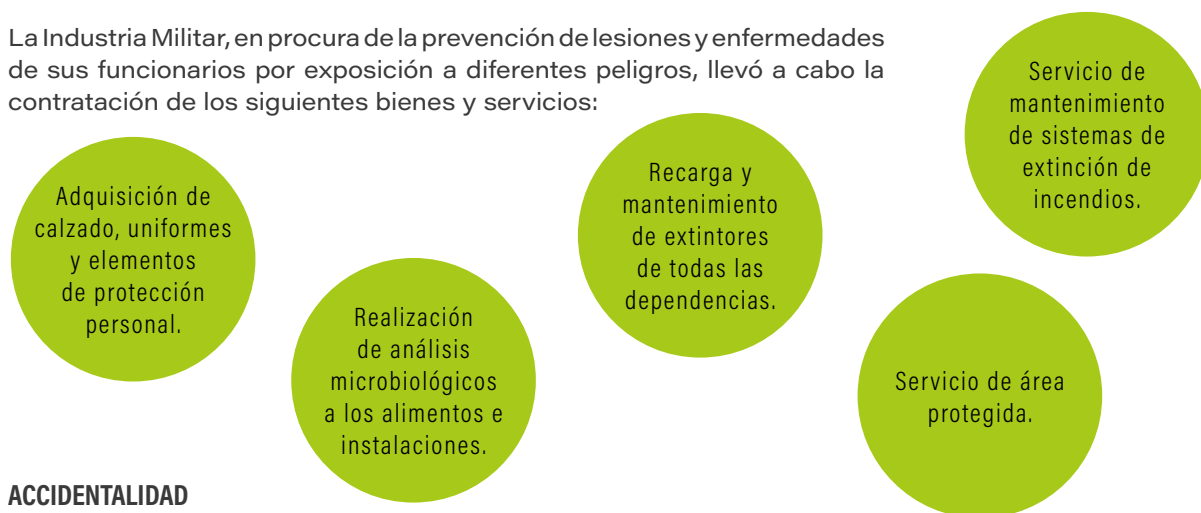 La Industria Militar, en procura de la prevención de lesiones y enfermedades
de sus funcionarios por exposición a diferentes peligros, llevó a cabo la
contratación de los siguientes bienes y servicios:
Adquisición de
calzado, uniformes
y elementos
de protección
personal.
Realización
de análisis
microbiológicos
a los alimentos e
instalaciones.
Recarga y
mantenimiento
de extintores
de todas las
dependencias.
Servicio de
mantenimiento
de sistemas de
extinción de
incendios.
Servicio de área
protegida.
ACCIDENTALIDAD